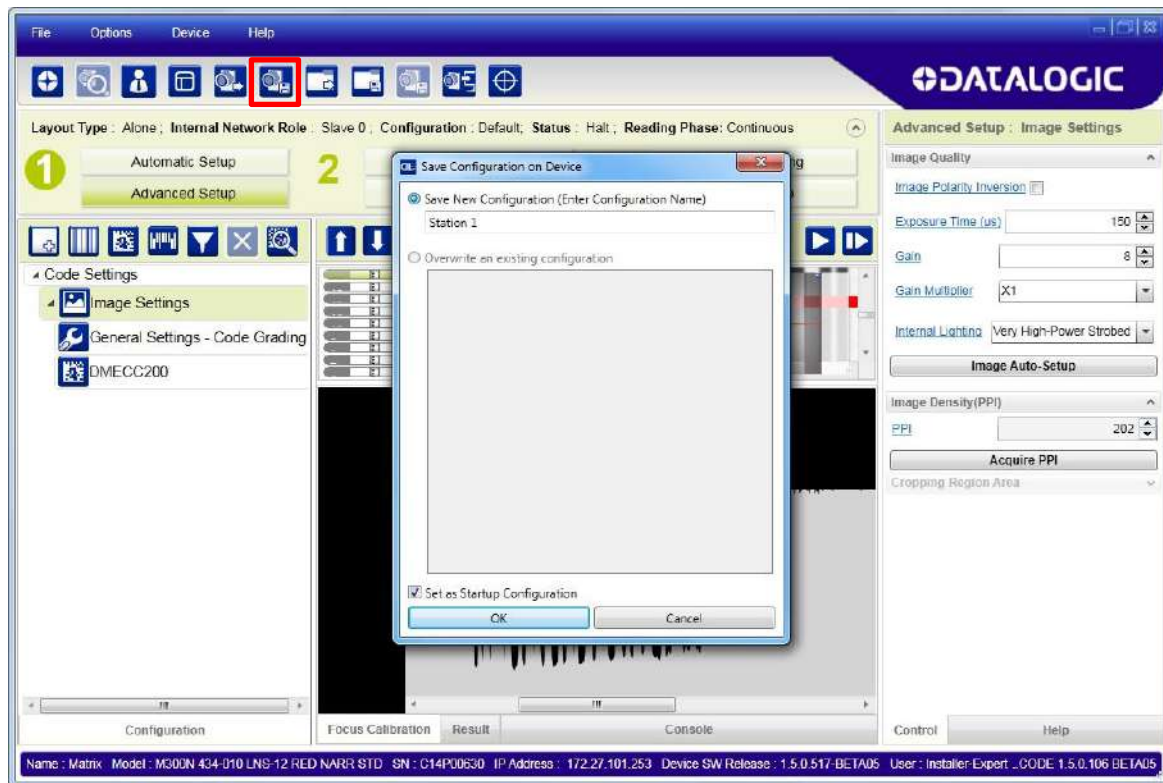 File Options Device Help
DATALOGIC
Layout Type : Alone ; Internal Network Role : Slave 0 ; Configuration : Default; Status : Halt ; Reading Phase: Continuous
Advanced Setup : Image Settings
1
Automatic Setup
Advanced Setup
2
Save Configuration on Device
Save New Configuration (Enter Configuration Name)
Station 1
Overwrite an existing configuration
Set as Startup Configuration
OK Cancel
Code Settings
Image Settings
General Settings - Code Grading
DMECC200
Image Quality
Image Polarity Inversion
Exposure Time (us) 150
Gain 8
Gain Multiplier X1
Internal Lighting Very High-Power Strobed
Image Auto-Setup
Image Density(PPI)
PPI 202
Acquire PPI
Cropping Region Area
Configuration
Focus Calibration Result Console
Control Help
Name : Matrix Model : M300N 434-010 LNS-12 RED NARR STD SN : C14P00630 IP Address : 172.27.101.253 Device SW Release : 1.5.0.517-BETA05 User : Installer-Expert _CODE 1.5.0.106 BETA05